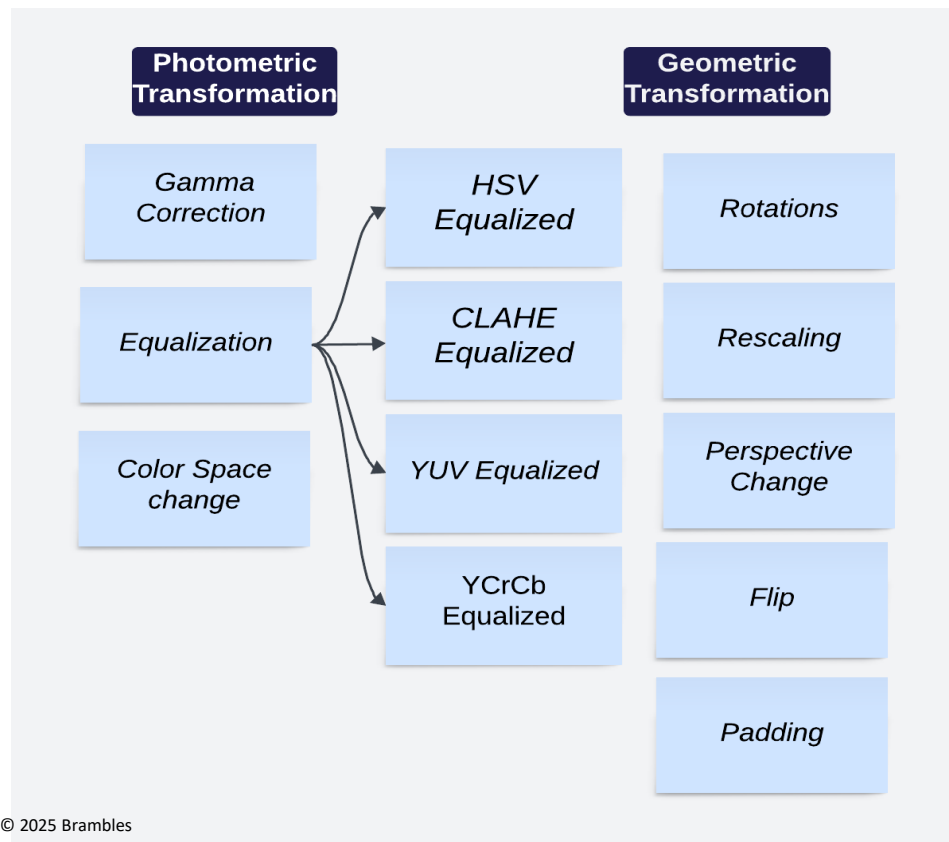 Photometric
Transformation
Geometric
Transformation
Gamma
Correction
Equalization
Color Space
change
HSV
Equalized
CLAHE
Equalized
YUV Equalized
YCrCb
Equalized
Rotations
Rescaling
Perspective
Change
Flip
Padding
© 2025 Brambles